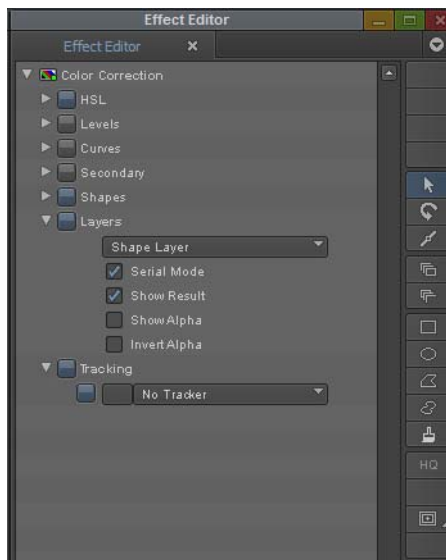 Effect Editor
Effect Editor
Color Correction
HSL
Levels
Curves
Secondary
Shapes
Layers
Shape Layer
Serial Mode
Show Result
Show Alpha
Invert Alpha
Tracking
No Tracker
HQ